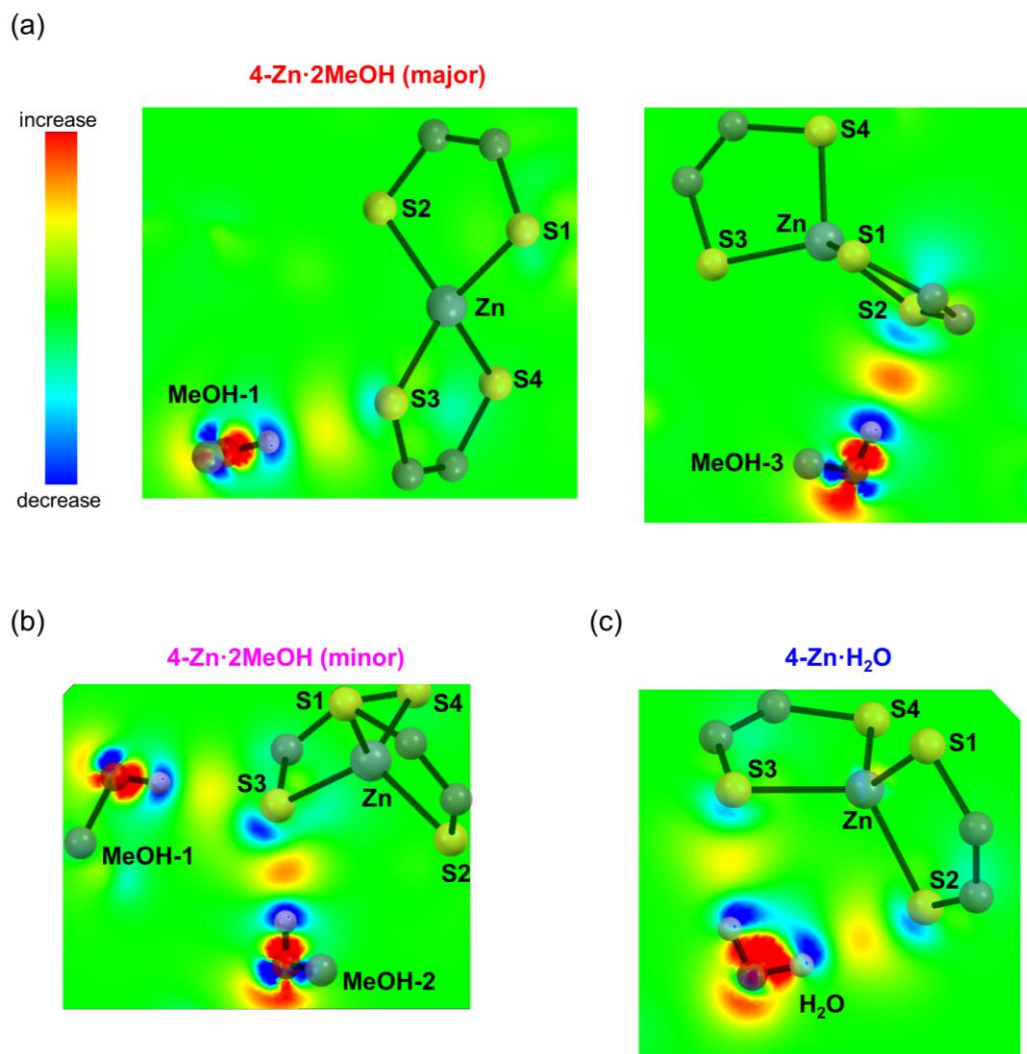 (a)
4-Zn·2MeOH (major)
increase
decrease
S2
S1
Zn
S3
S4
MeOH-1
S4
Zn
S1
S3
S2
MeOH-3
(b)
4-Zn·2MeOH (minor)
S1
S4
S3
Zn
S2
MeOH-1
MeOH-2
(c)
4-Zn·H₂O
S4
S1
S3
Zn
S2
H₂O